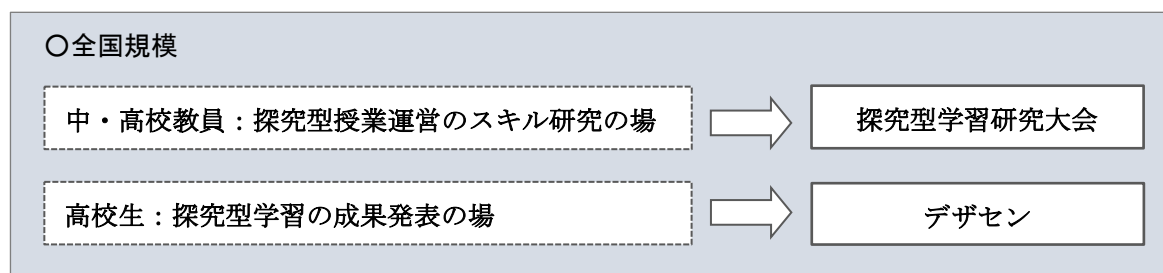 〇全国規模
中・高校教員：探究型授業運営のスキル研究の場
探究型学習研究大会
高校生：探究型学習の成果発表の場
デザセン